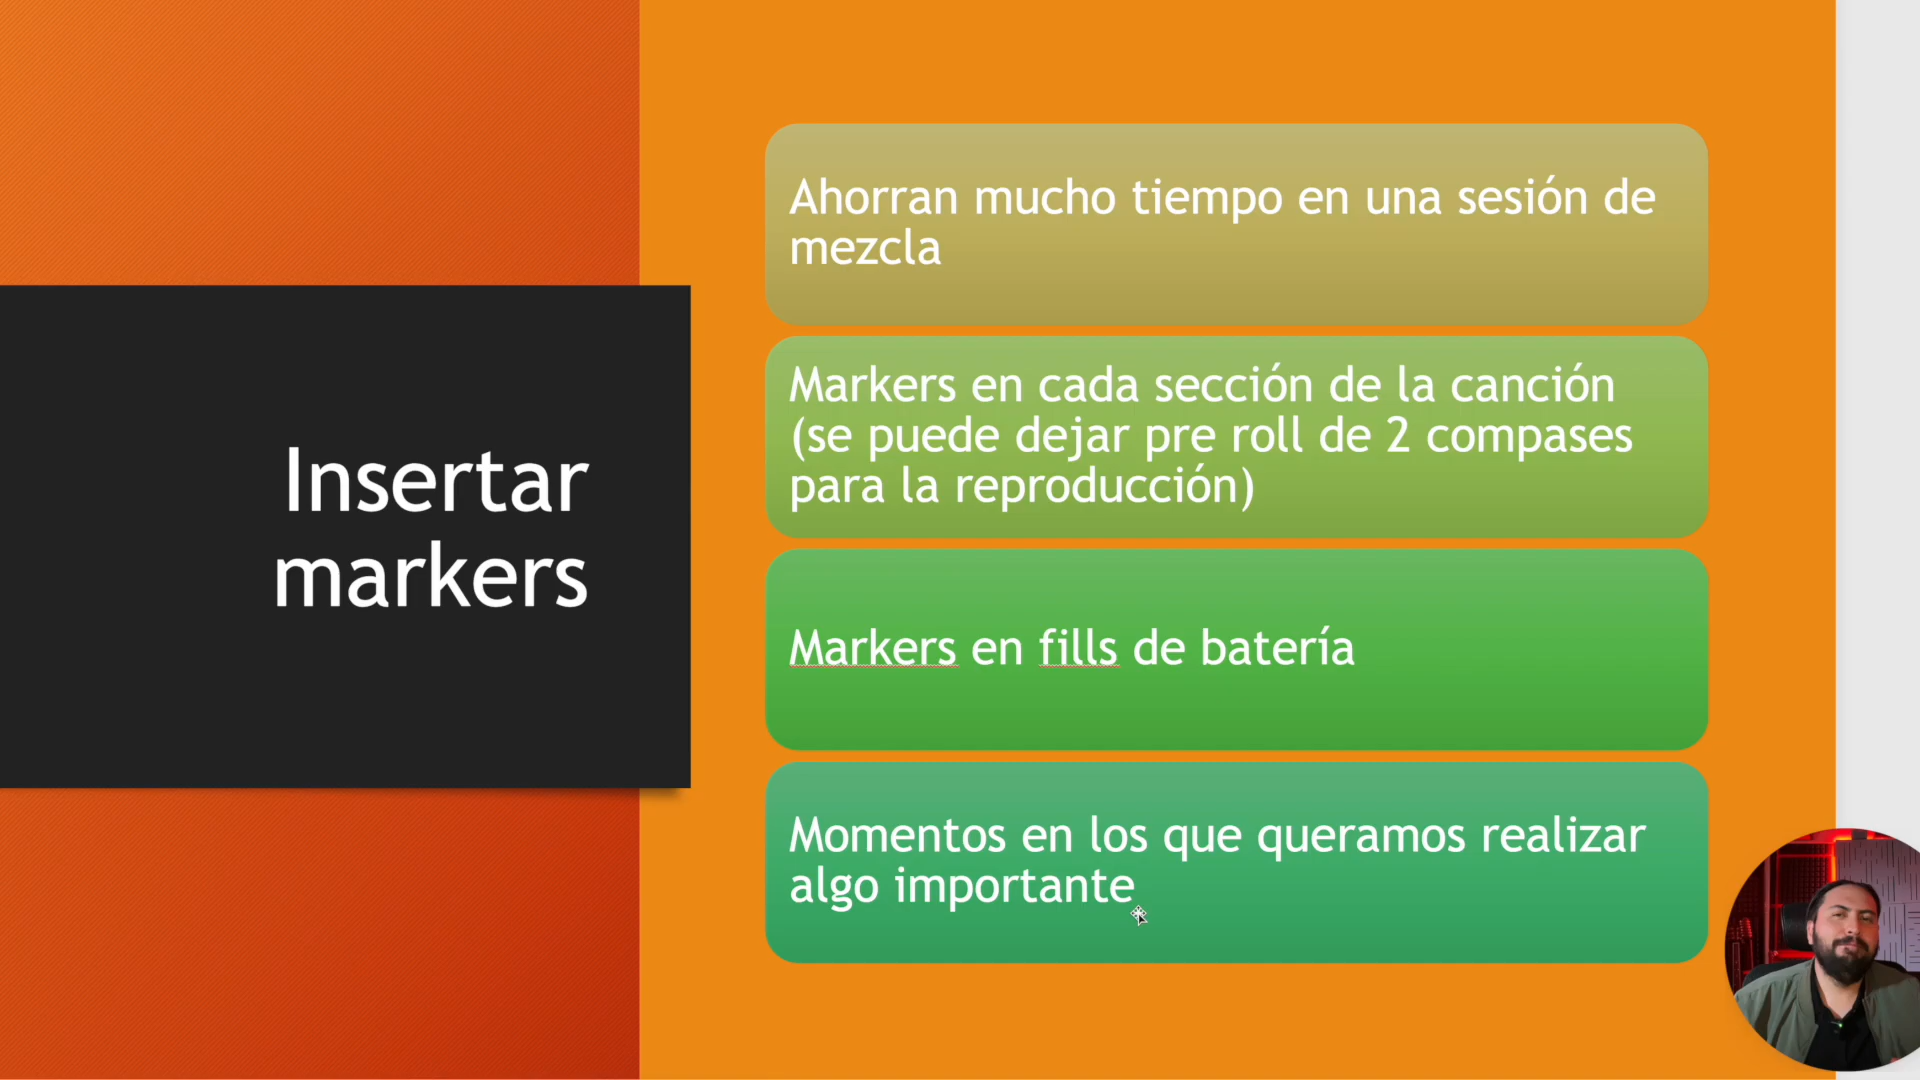 Insertar
markers
Ahorran mucho tiempo en una sesión de
mezcla
Markers en cada sección de la canción
(se puede dejar pre roll de 2 compases
para la reproducción)
Markers en fills de batería
Momentos en los que queramos realizar
algo importante